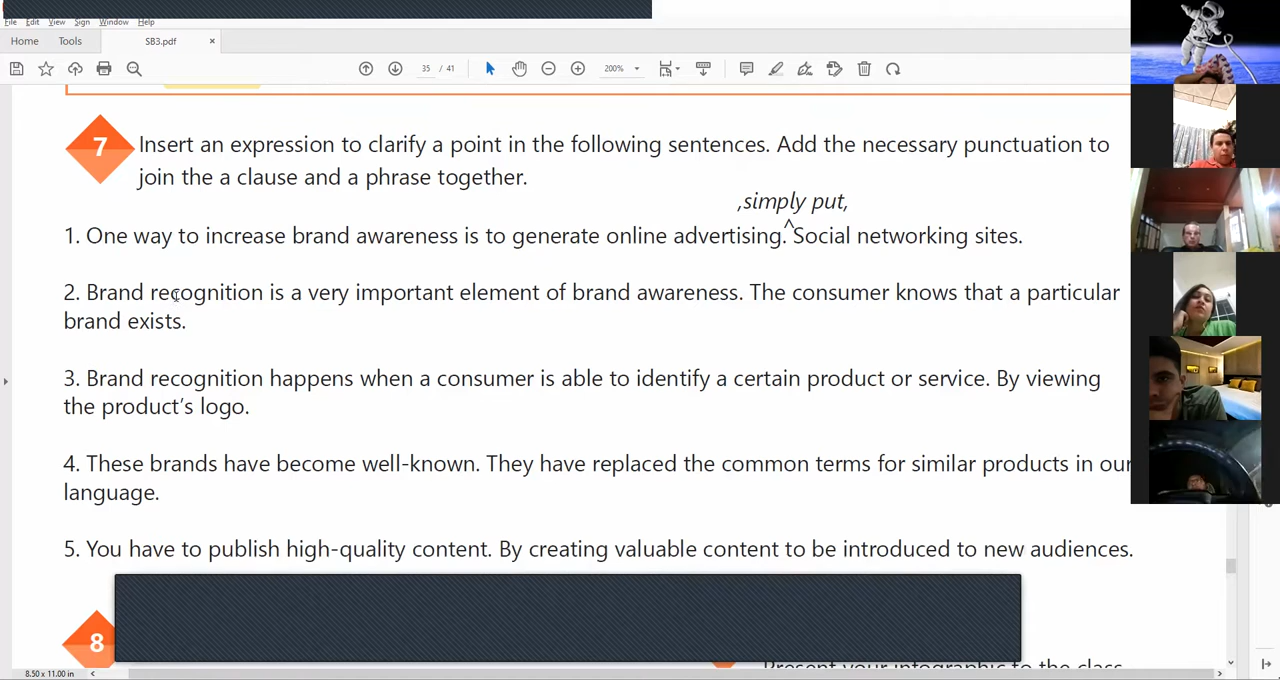 File Edit View Sign Window Help
Home Tools SB3.pdf ×
35 / 41 200%
7 Insert an expression to clarify a point in the following sentences. Add the necessary punctuation to
join the a clause and a phrase together.
,simply put,
^
1. One way to increase brand awareness is to generate online advertising. Social networking sites.
2. Brand recognition is a very important element of brand awareness. The consumer knows that a particular
brand exists.
3. Brand recognition happens when a consumer is able to identify a certain product or service. By viewing
the product's logo.
4. These brands have become well-known. They have replaced the common terms for similar products in our
language.
5. You have to publish high-quality content. By creating valuable content to be introduced to new audiences.
8
Present your infographic to the class
8.50 x 11.00 in